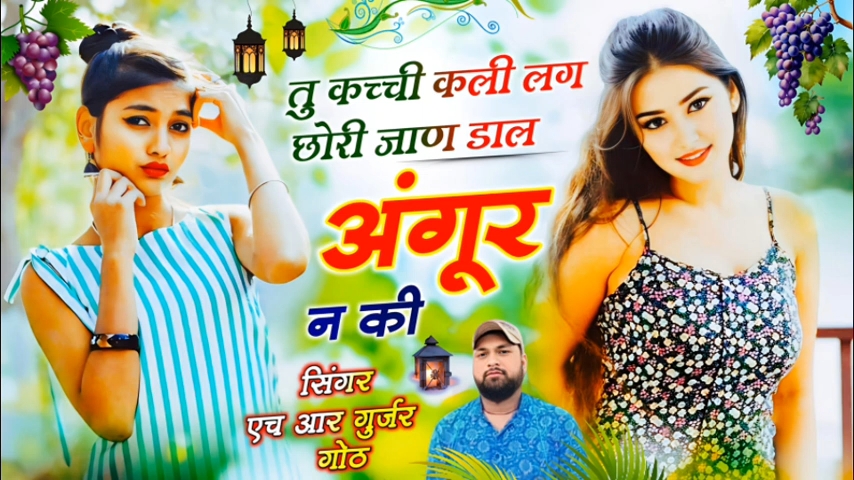 तु कच्ची कली लग
छोरी जाण डाल
अंगूर
न की
सिंगर
एच आर गुर्जर
गोठ